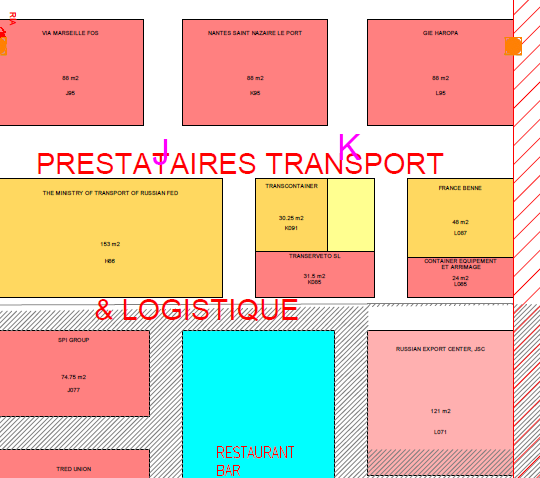 RA
VIA MARSEILLE FOS
88 m2
J95
NANTES SAINT NAZAIRE LE PORT
88 m2
K95
GIE HAROPA
88 m2
L95
J
K
PRESTATAIRES TRANSPORT
THE MINISTRY OF TRANSPORT OF RUSSIAN FED
153 m2
H86
TRANSCONTAINER
30.25 m2
K091
TRANSERVETO SL
31.5 m2
K085
FRANCE BENNE
48 m2
L087
CONTAINER EQUIPEMENT
ET ARRIMAGE
24 m2
L085
& LOGISTIQUE
SPI GROUP
74.75 m2
J077
RUSSIAN EXPORT CENTER, JSC
121 m2
L071
RESTAURANT
BAR
TRED UNION